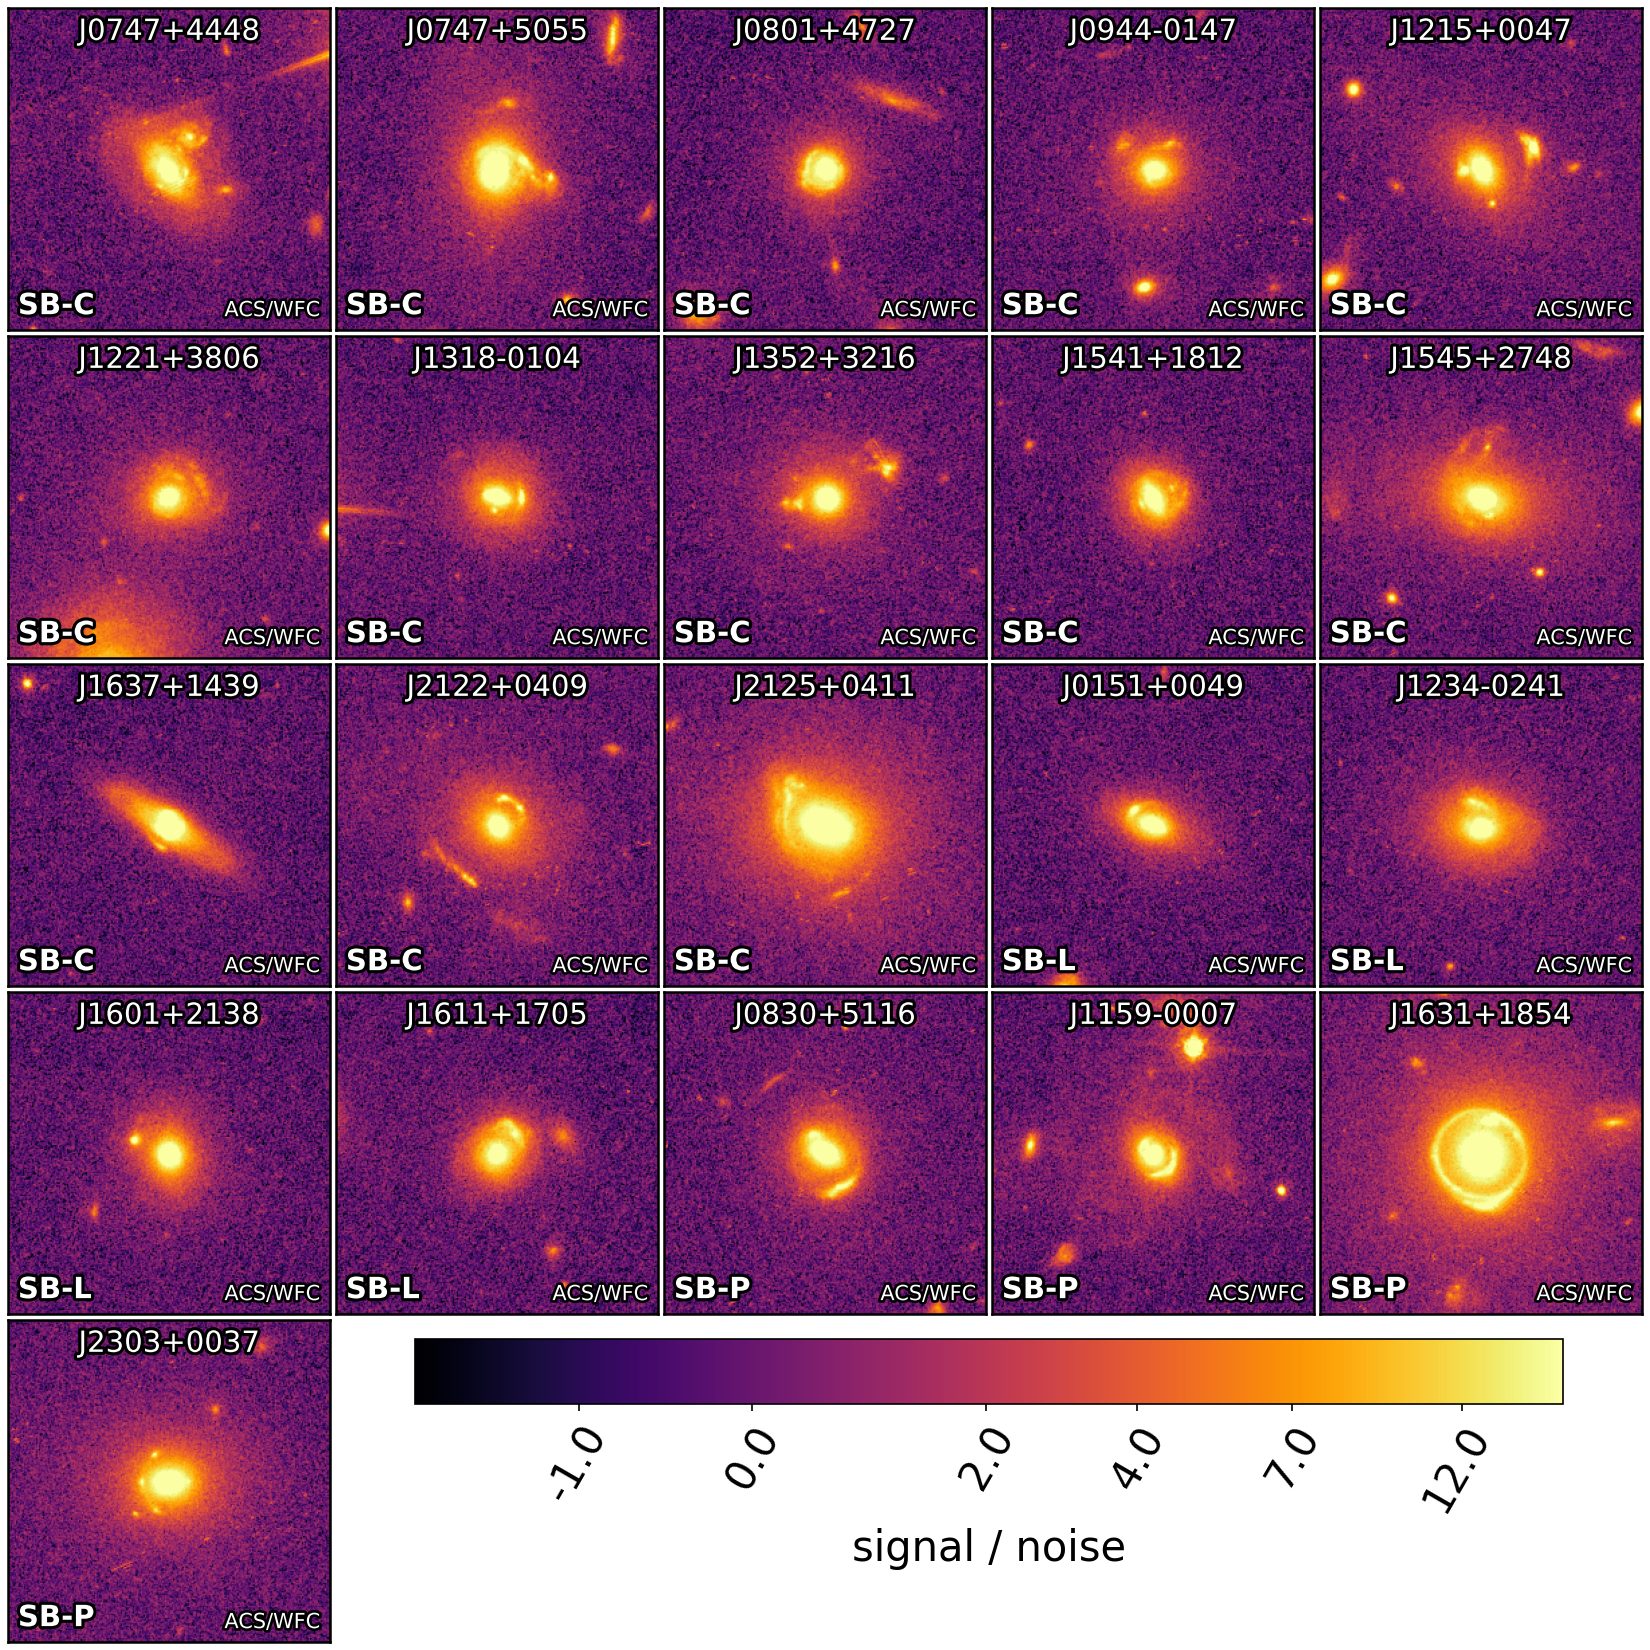 J0747+4448
SB-C
ACS/WFC
J0747+5055
SB-C
ACS/WFC
J0801+4727
SB-C
ACS/WFC
J0944-0147
SB-C
ACS/WFC
J1215+0047
SB-C
ACS/WFC
J1221+3806
SB-C
ACS/WFC
J1318-0104
SB-C
ACS/WFC
J1352+3216
SB-C
ACS/WFC
J1541+1812
SB-C
ACS/WFC
J1545+2748
SB-C
ACS/WFC
J1637+1439
SB-C
ACS/WFC
J2122+0409
SB-C
ACS/WFC
J2125+0411
SB-C
ACS/WFC
J0151+0049
SB-L
ACS/WFC
J1234-0241
SB-L
ACS/WFC
J1601+2138
SB-L
ACS/WFC
J1611+1705
SB-L
ACS/WFC
J0830+5116
SB-P
ACS/WFC
J1159-0007
SB-P
ACS/WFC
J1631+1854
SB-P
ACS/WFC
J2303+0037
SB-P
ACS/WFC
-1.0
0.0
2.0
4.0
7.0
12.0
signal / noise